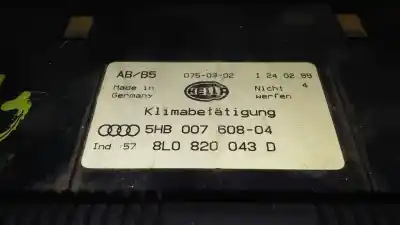 AB/B5 075-03-02 1 24.02.99
Made in Germany HELLA Nicht werfen 4
Klimabetätigung
5HB 007 608-04
Ind :57 8L0 820 043 D